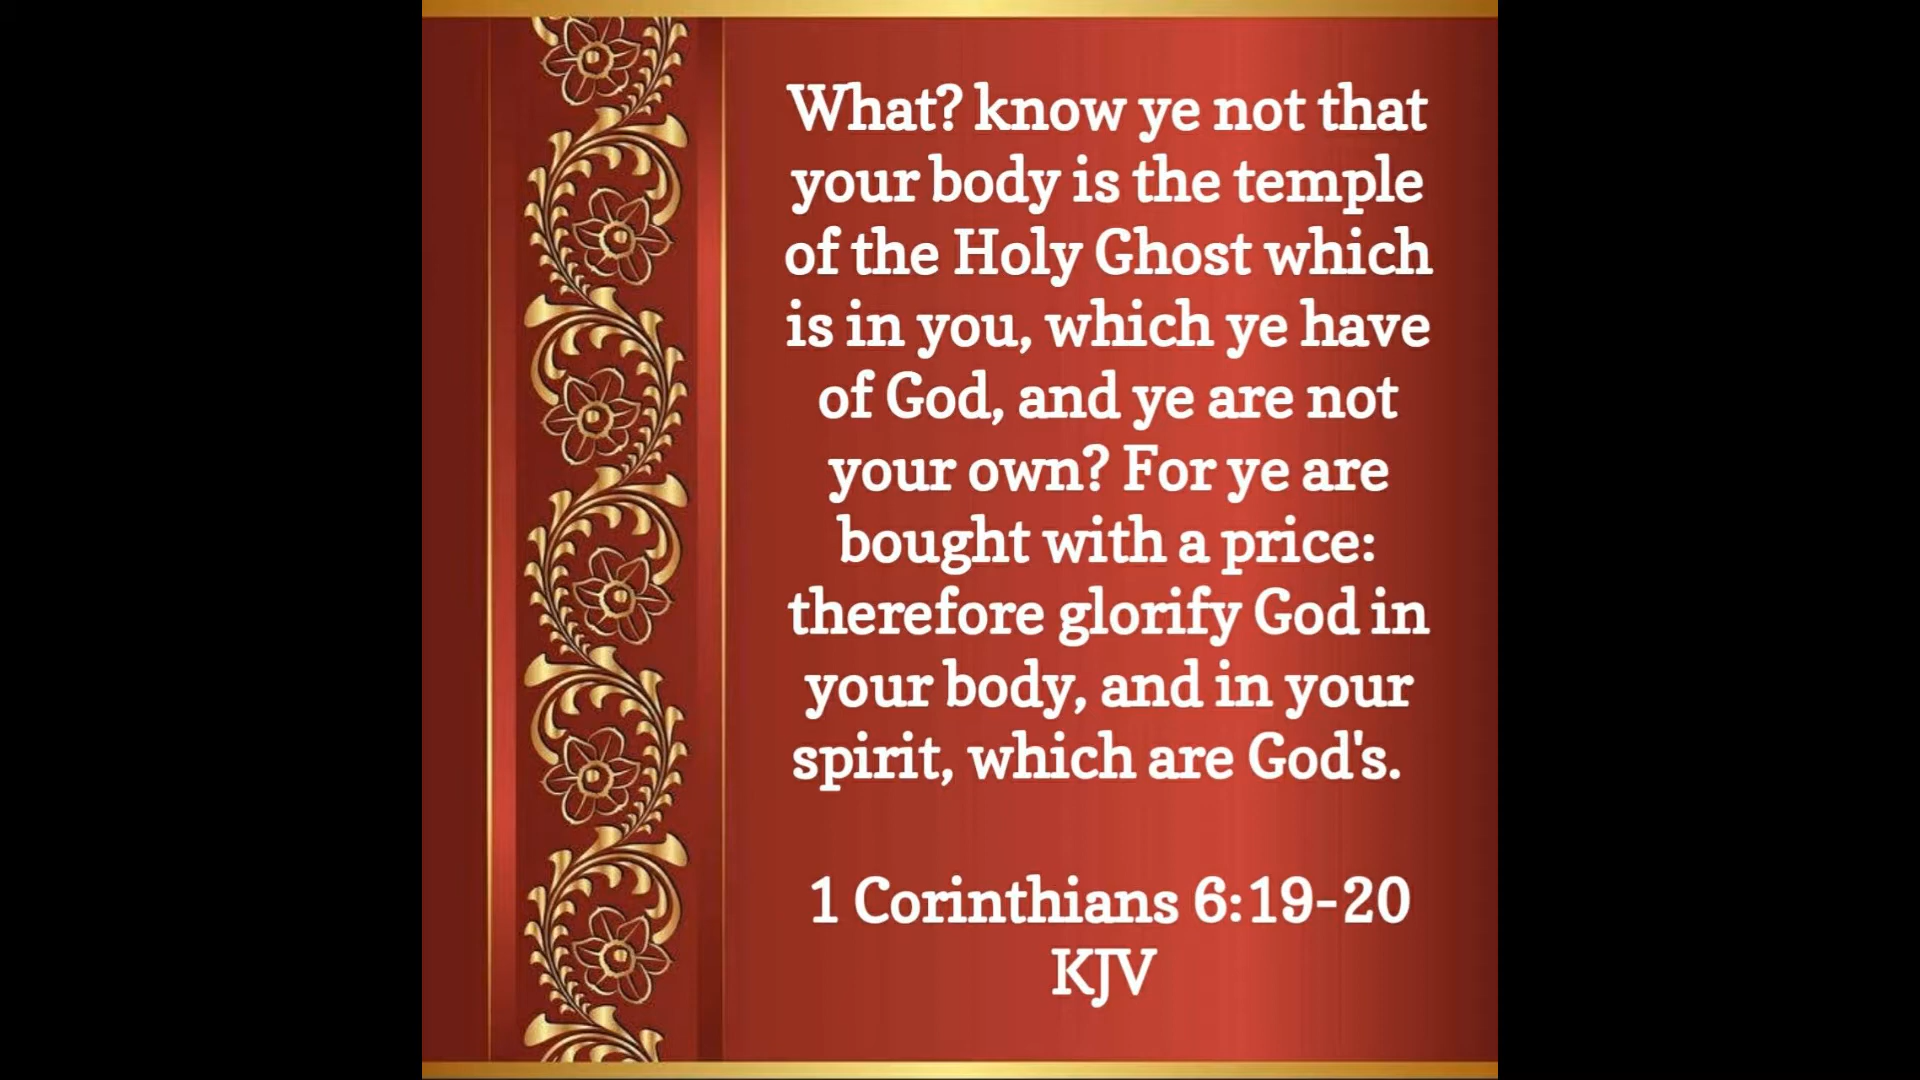 What? know ye not that
your body is the temple
of the Holy Ghost which
is in you, which ye have
of God, and ye are not
your own? For ye are
bought with a price:
therefore glorify God in
your body, and in your
spirit, which are God's.
1 Corinthians 6:19-20
KJV